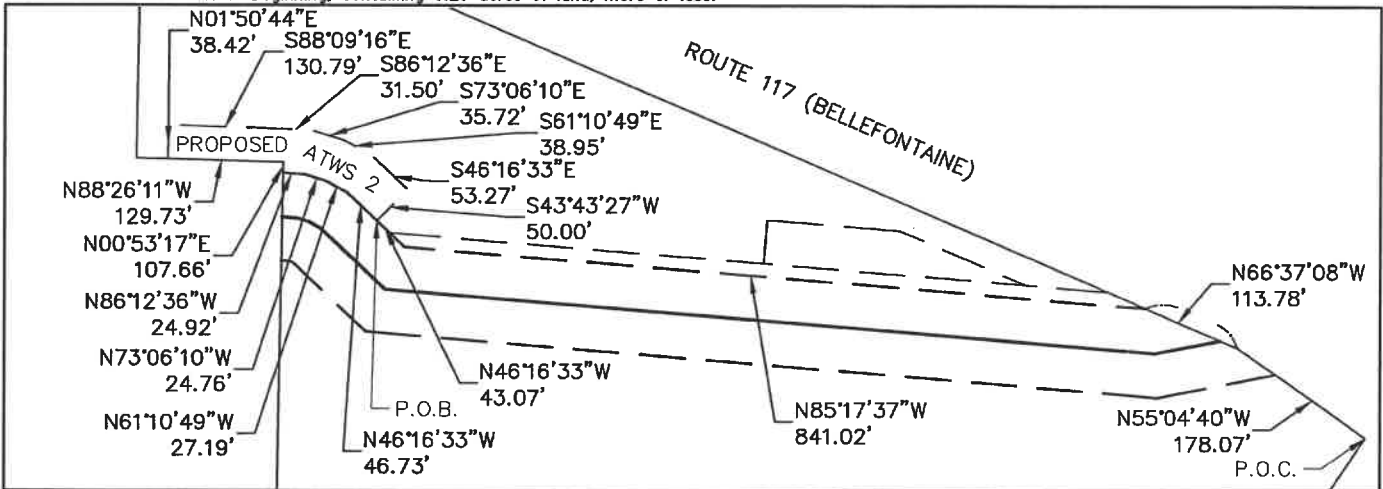 N01°50'44"E
38.42'
S88°09'16"E
130.79'
S86°12'36"E
31.50'
S73°06'10"E
35.72'
S61°10'49"E
38.95'
S46°16'33"E
53.27'
S43°43'27"W
50.00'
ROUTE 117 (BELLEFONTAINE)
PROPOSED ATWS 2
N88°26'11"W
129.73'
N00°53'17"E
107.66'
N86°12'36"W
24.92'
N73°06'10"W
24.76'
N61°10'49"W
27.19'
N46°16'33"W
46.73'
P.O.B.
N46°16'33"W
43.07'
N85°17'37"W
841.02'
N66°37'08"W
113.78'
N55°04'40"W
178.07'
P.O.C.